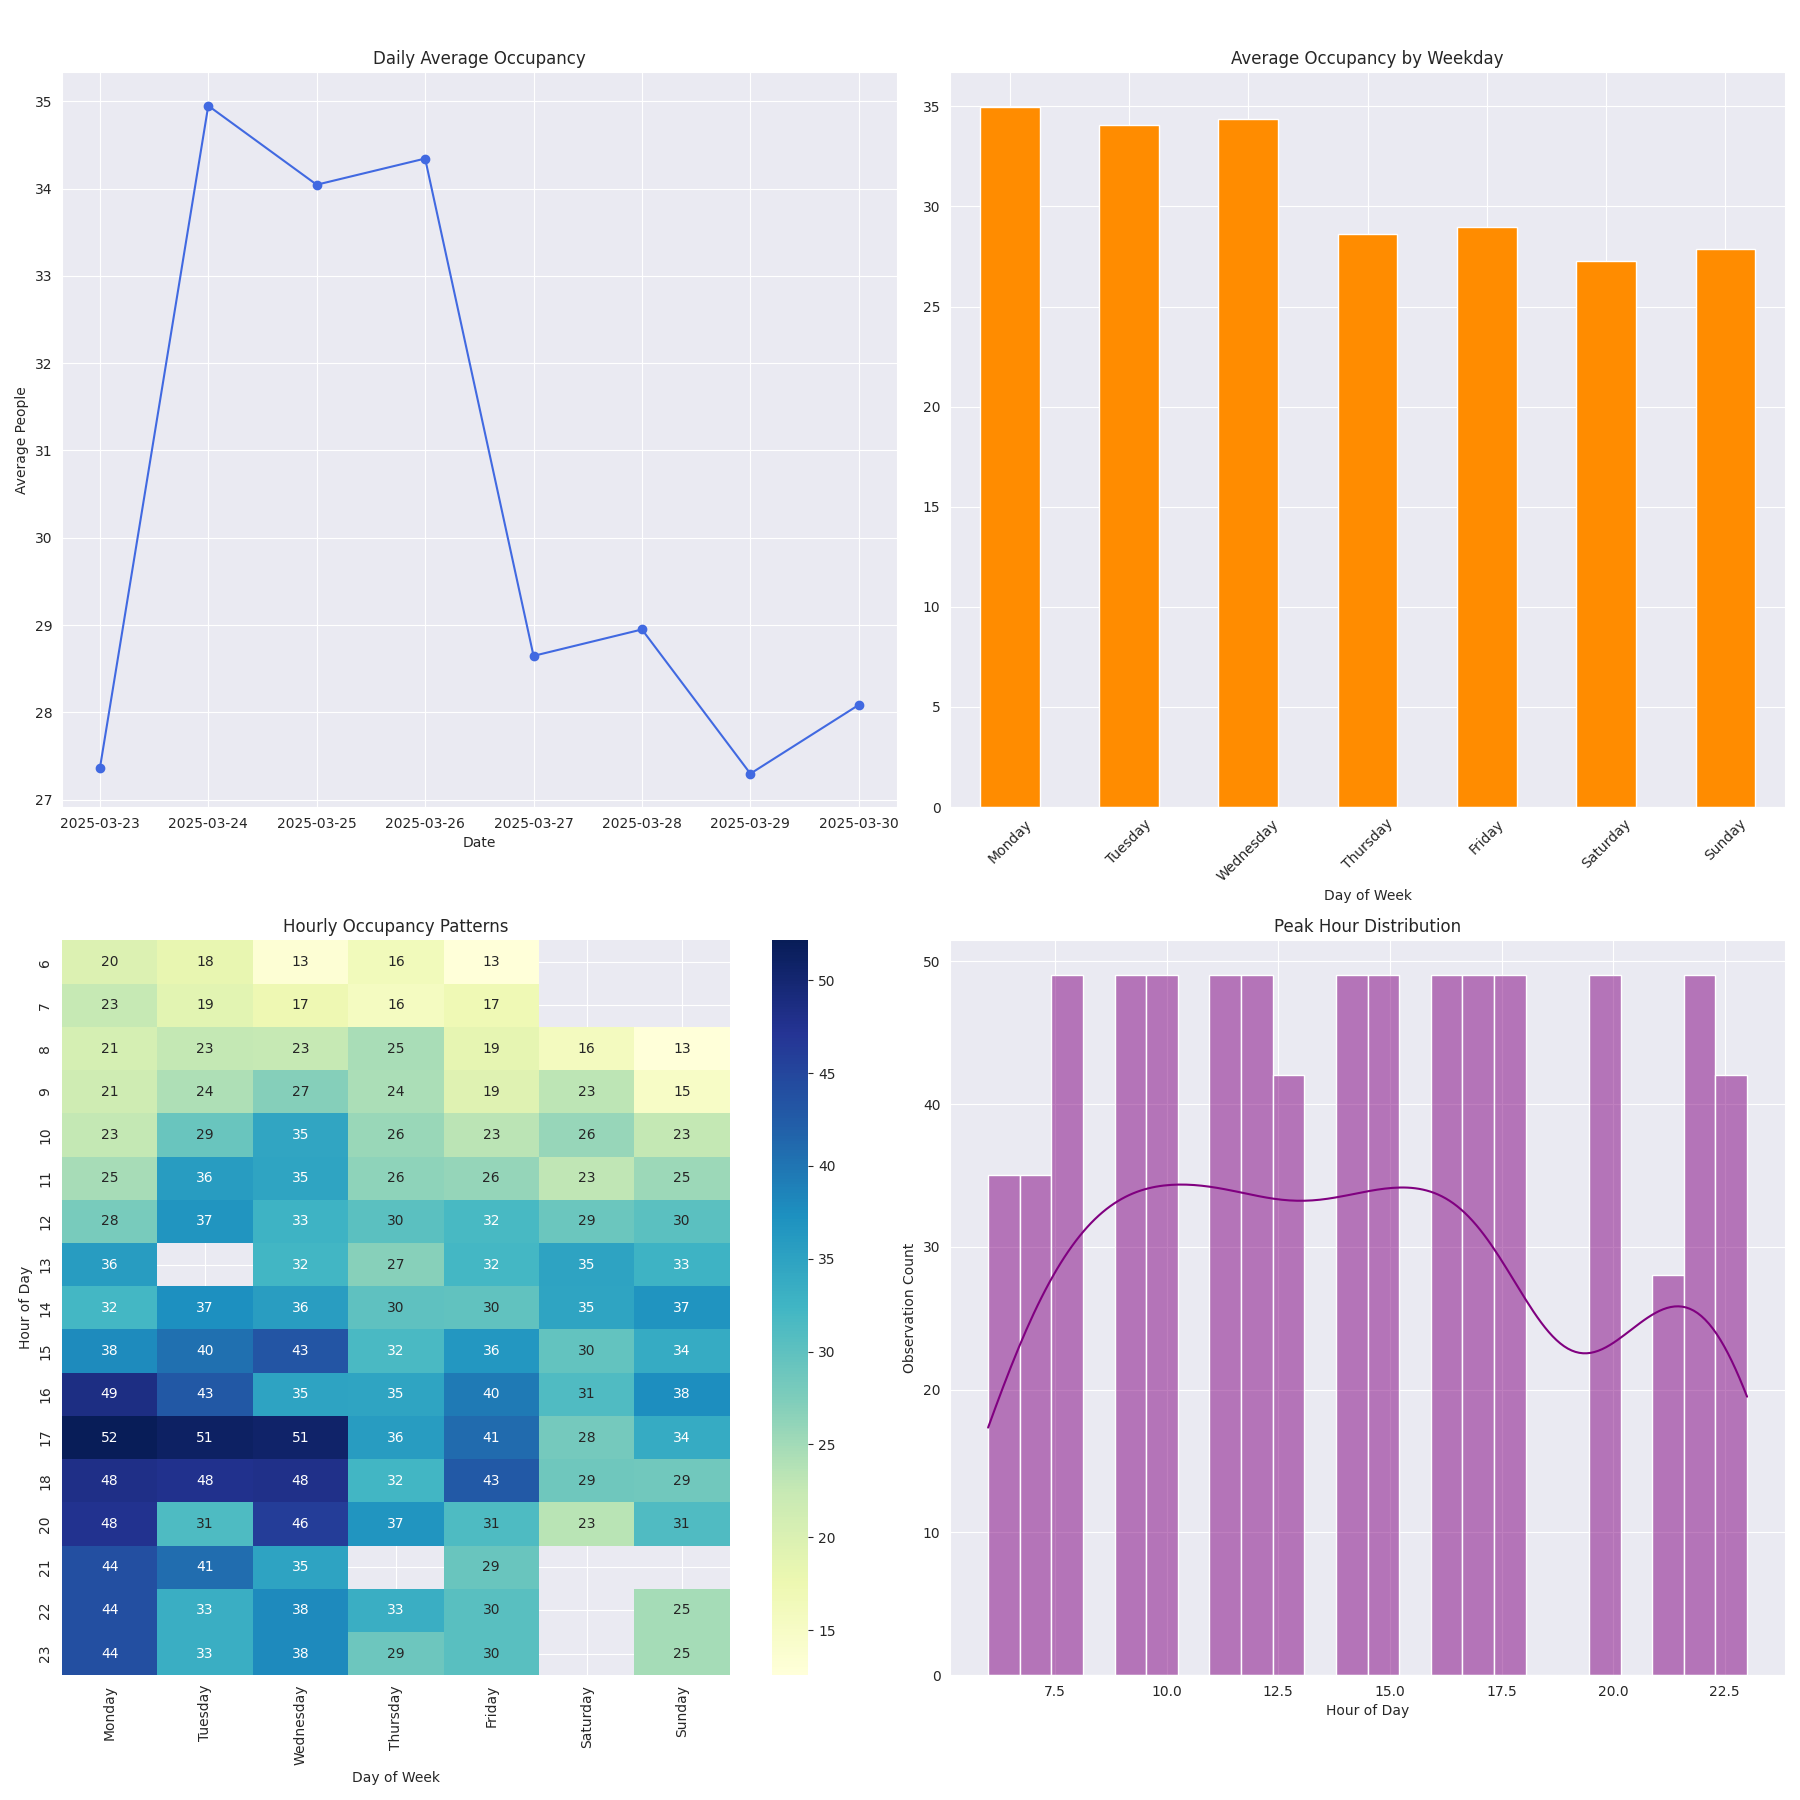 Daily Average Occupancy
35
34
33
32
31
30
29
28
27
Average People
2025-03-23 2025-03-24 2025-03-25 2025-03-26 2025-03-27 2025-03-28 2025-03-29 2025-03-30
Date
Average Occupancy by Weekday
35
30
25
20
15
10
5
0
Monday Tuesday Wednesday Thursday Friday Saturday Sunday
Day of Week
Hourly Occupancy Patterns
Hour of Day
6 20 18 13 16 13
7 23 19 17 16 17
8 21 23 23 25 19 16 13
9 21 24 27 24 19 23 15
10 23 29 35 26 23 26 23
11 25 36 35 26 26 23 25
12 28 37 33 30 32 29 30
13 36 32 27 32 35 33
14 32 37 36 30 30 35 37
15 38 40 43 32 36 30 34
16 49 43 35 35 40 31 38
17 52 51 51 36 41 28 34
18 48 48 48 32 43 29 29
20 48 31 46 37 31 23 31
21 44 41 35 29
22 44 33 38 33 30 25
23 44 33 38 29 30 25
Monday Tuesday Wednesday Thursday Friday Saturday Sunday
Day of Week
50
45
40
35
30
25
20
15
Peak Hour Distribution
50
40
30
20
10
0
Observation Count
7.5 10.0 12.5 15.0 17.5 20.0 22.5
Hour of Day